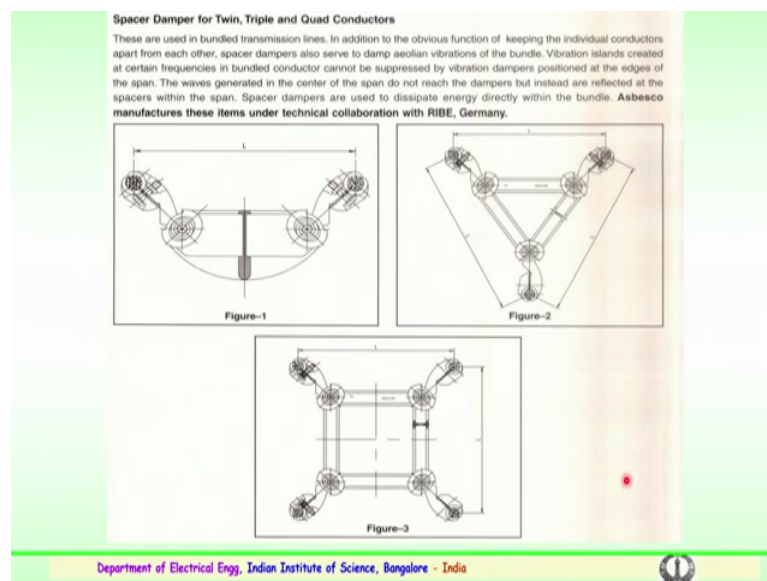 Spacer Damper for Twin, Triple and Quad Conductors
These are used in bundled transmission lines. In addition to the obvious function of keeping the individual conductors
apart from each other, spacer dampers also serve to damp aeolian vibrations of the bundle. Vibration islands created
at certain frequencies in bundled conductor cannot be suppressed by vibration dampers positioned at the edges of
the span. The waves generated in the center of the span do not reach the dampers but instead are reflected at the
spacers within the span. Spacer dampers are used to dissipate energy directly within the bundle. Asbesco
manufactures these items under technical collaboration with RIBE, Germany.
L
Figure-1
Figure-2
Figure-3
Department of Electrical Engg, Indian Institute of Science, Bangalore - India